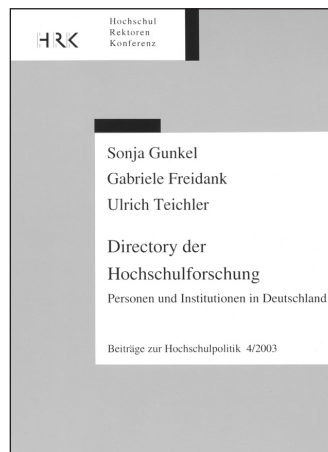 HRK
Hochschul
Rektoren
Konferenz
Sonja Gunkel
Gabriele Freidank
Ulrich Teichler
Directory der
Hochschulforschung
Personen und Institutionen in Deutschland
Beiträge zur Hochschulpolitik 4/2003